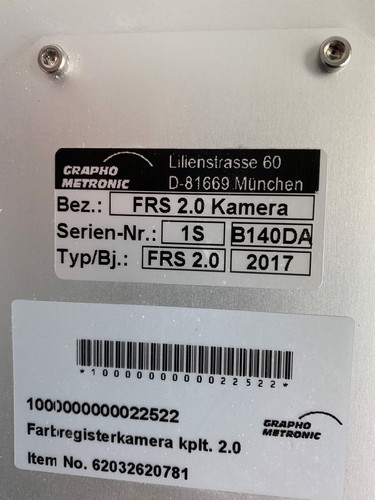 GRAPHO
METRONIC
Lilienstrasse 60
D-81669 München
Bez.: FRS 2.0 Kamera
Serien-Nr.: 1S B140DA
Typ/Bj.: FRS 2.0 2017
*1000000000022522*
1000000000022522
Farbregisterkamera kplt. 2.0
Item No. 62032620781
GRAPHO
METRONIC